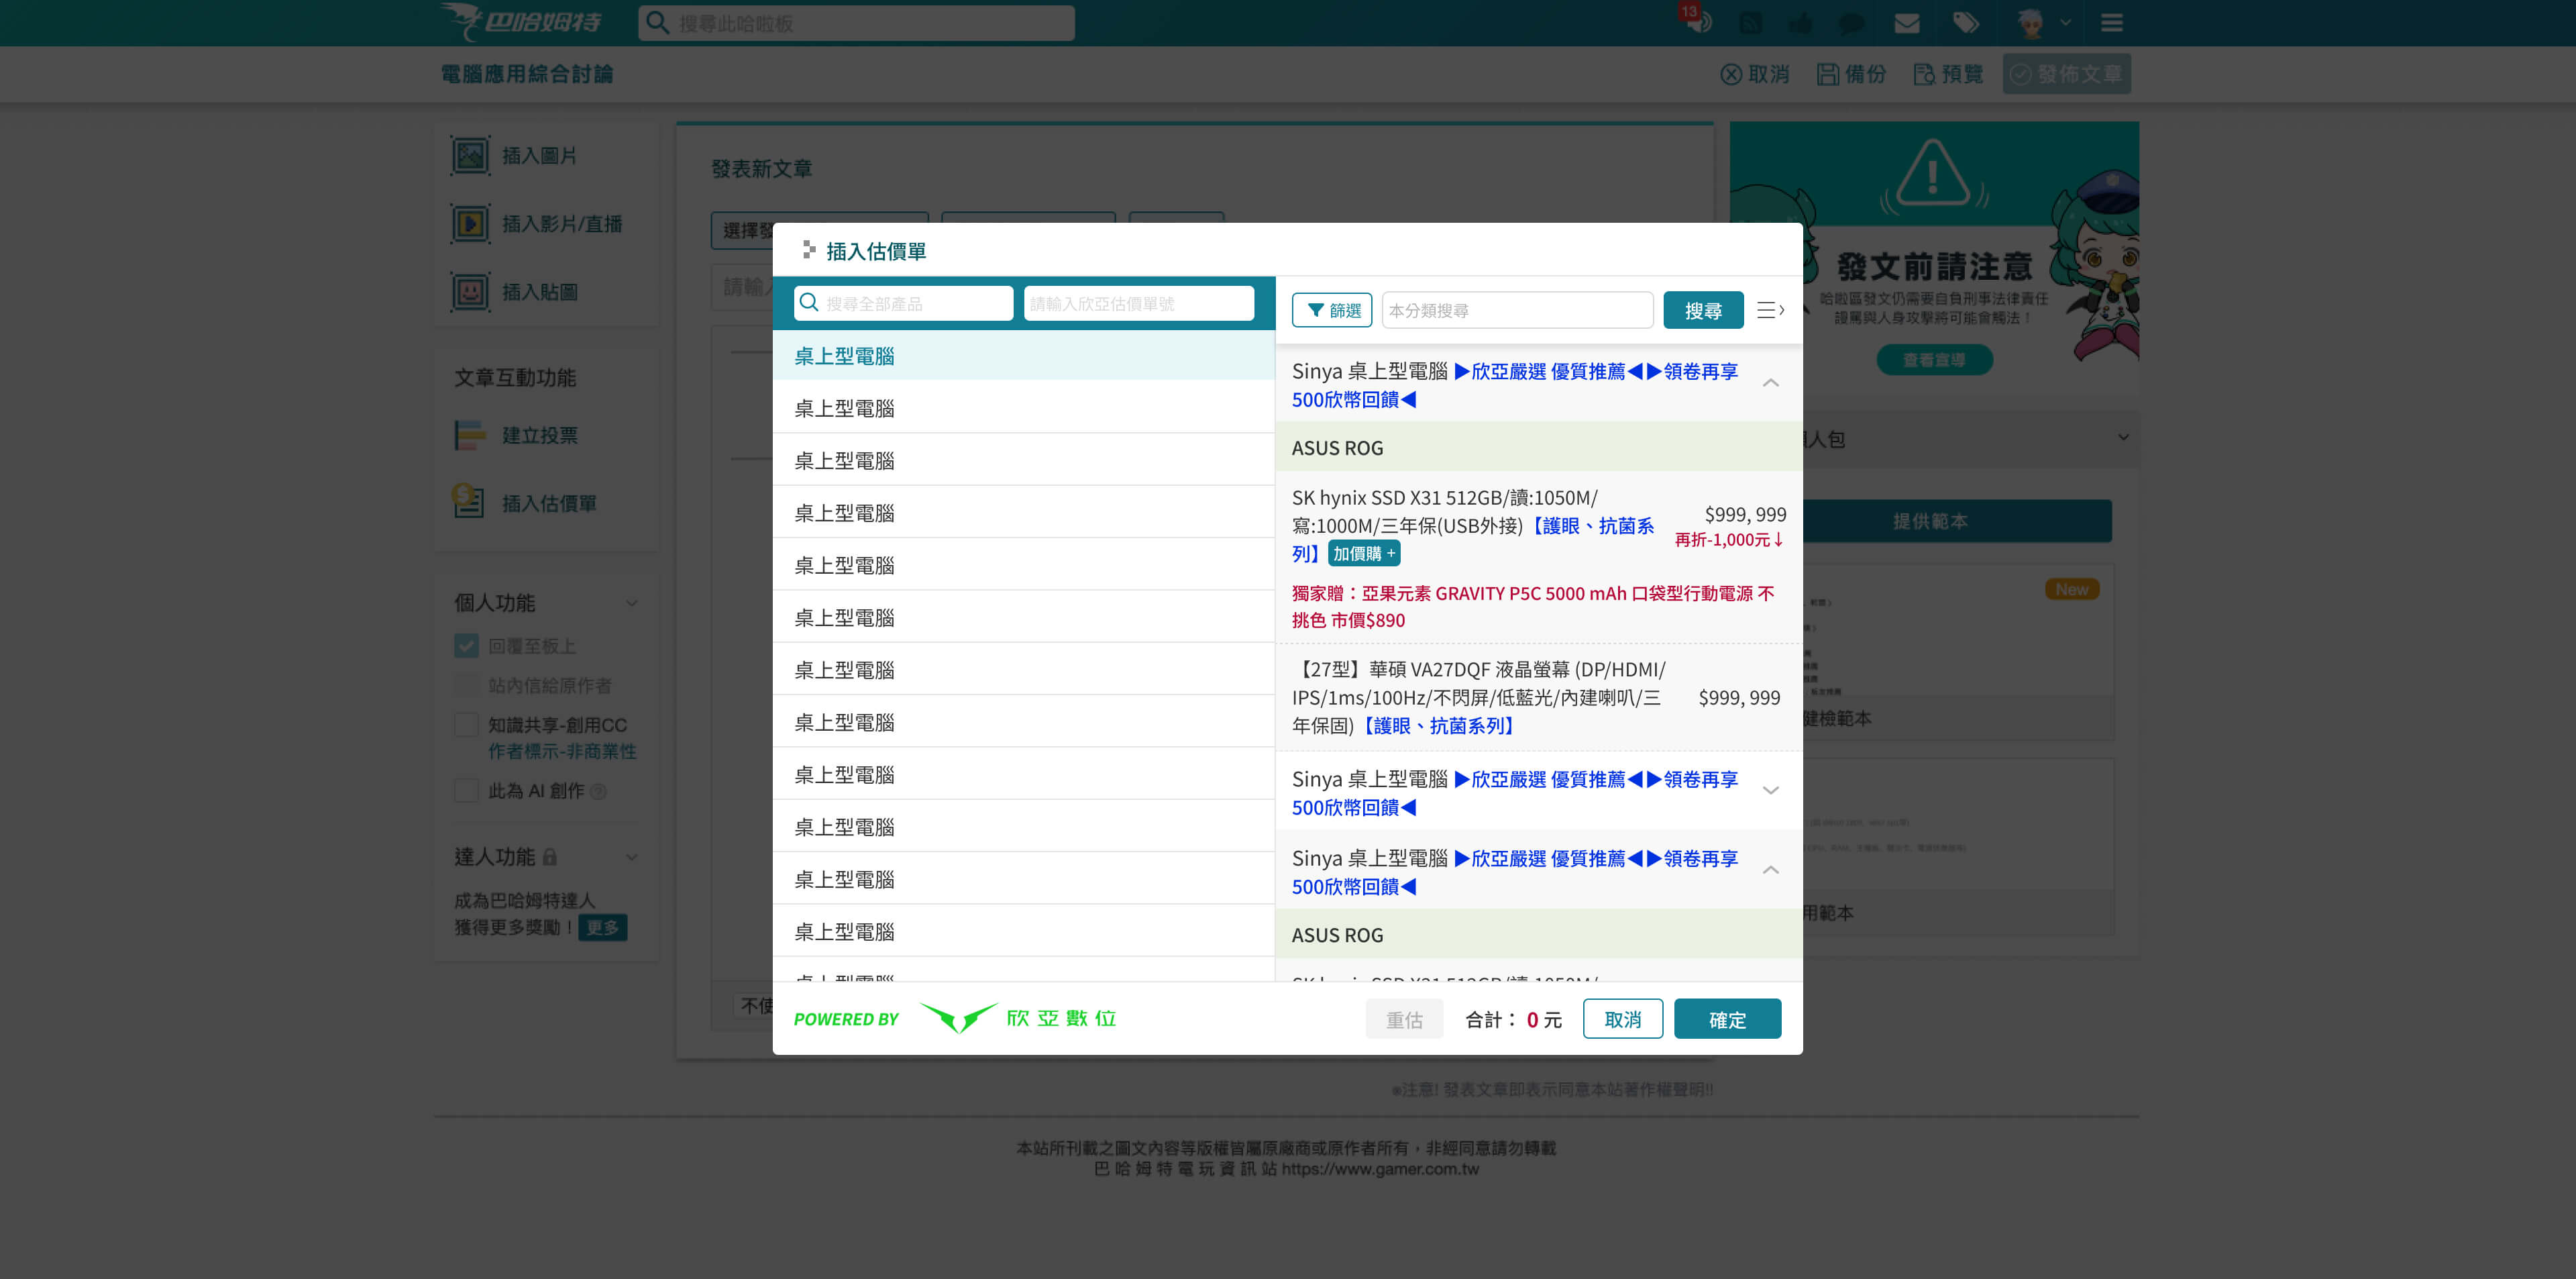 巴哈姆特
搜尋此哈啦板
13
電腦應用綜合討論
取消
備份
預覽
發佈文章
插入圖片
插入影片/直播
插入貼圖
文章互動功能
建立投票
插入估價單
個人功能
回覆至板上
站內信給原作者
知識共享-創用CC
作者標示-非商業性
此為 AI 創作
達人功能
成為巴哈姆特達人
獲得更多獎勵！
更多
發表新文章
插入估價單
搜尋全部產品
請輸入欣亞估價單號
篩選
本分類搜尋
搜尋
桌上型電腦
桌上型電腦
桌上型電腦
桌上型電腦
桌上型電腦
桌上型電腦
桌上型電腦
桌上型電腦
桌上型電腦
桌上型電腦
桌上型電腦
桌上型電腦
Sinya 桌上型電腦 ▶欣亞嚴選 優質推薦◀▶領卷再享
500欣幣回饋◀
ASUS ROG
SK hynix SSD X31 512GB/讀:1050M/
寫:1000M/三年保(USB外接)【護眼、抗菌系
列】 加價購 +
$999,999
再折-1,000元↓
獨家贈：亞果元素 GRAVITY P5C 5000 mAh 口袋型行動電源 不
挑色 市價$890
【27型】華碩 VA27DQF 液晶螢幕 (DP/HDMI/
IPS/1ms/100Hz/不閃屏/低藍光/內建喇叭/三
年保固)【護眼、抗菌系列】
$999,999
Sinya 桌上型電腦 ▶欣亞嚴選 優質推薦◀▶領卷再享
500欣幣回饋◀
Sinya 桌上型電腦 ▶欣亞嚴選 優質推薦◀▶領卷再享
500欣幣回饋◀
ASUS ROG
POWERED BY 欣亞數位
重估
合計： 0 元
取消
確定
發文前請注意
哈啦區發文仍需要自負刑事法律責任
謾罵與人身攻擊將可能會觸法！
查看宣導
人包
提供範本
New
健檢範本
用範本
※注意! 發表文章即表示同意本站著作權聲明!!
本站所刊載之圖文內容等版權皆屬原廠商或原作者所有，非經同意請勿轉載
巴哈姆特電玩資訊站 https://www.gamer.com.tw